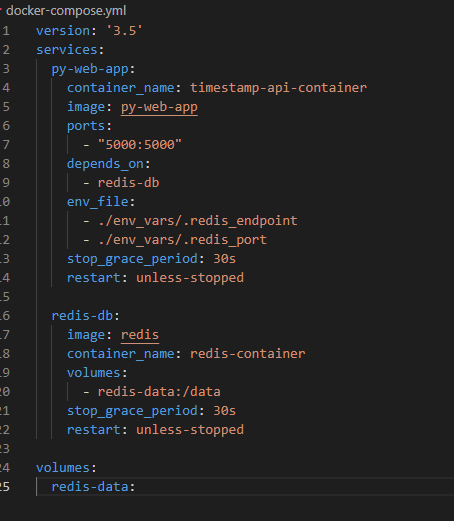 docker-compose.yml
1 version: '3.5'
2 services:
3   py-web-app:
4     container_name: timestamp-api-container
5     image: py-web-app
6     ports:
7       - "5000:5000"
8     depends_on:
9       - redis-db
10     env_file:
11       - ./env_vars/.redis_endpoint
12       - ./env_vars/.redis_port
13     stop_grace_period: 30s
14     restart: unless-stopped
15
16   redis-db:
17     image: redis
18     container_name: redis-container
19     volumes:
20       - redis-data:/data
21     stop_grace_period: 30s
22     restart: unless-stopped
23
24 volumes:
25   redis-data: